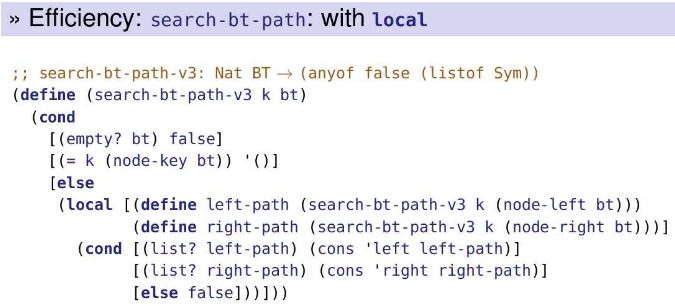 » Efficiency: search-bt-path: with local
;; search-bt-path-v3: Nat BT → (anyof false (listof Sym))
(define (search-bt-path-v3 k bt)
(cond
[(empty? bt) false]
[(= k (node-key bt)) '()]
[else
(local [(define left-path (search-bt-path-v3 k (node-left bt)))
(define right-path (search-bt-path-v3 k (node-right bt)))]
(cond [(list? left-path) (cons 'left left-path)]
[(list? right-path) (cons 'right right-path)]
[else false]))]))